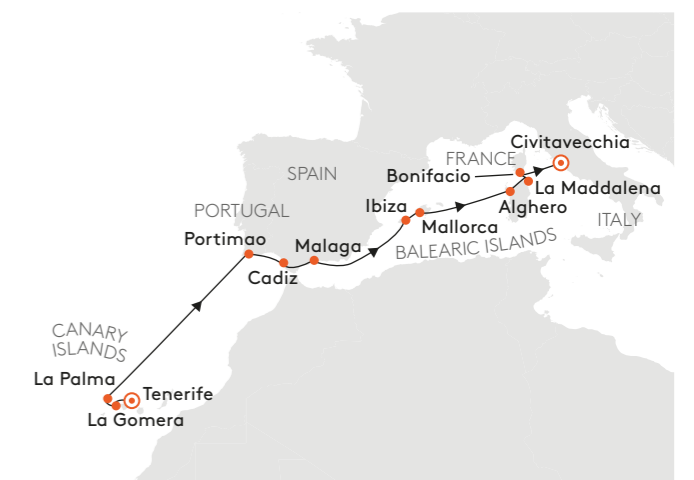 Civitavecchia
FRANCE
Bonifacio
SPAIN
La Maddalena
Ibiza
Alghero
PORTUGAL
Mallorca
ITALY
Portimao
Malaga
BALEARIC ISLANDS
Cadiz
CANARY
ISLANDS
La Palma
Tenerife
La Gomera